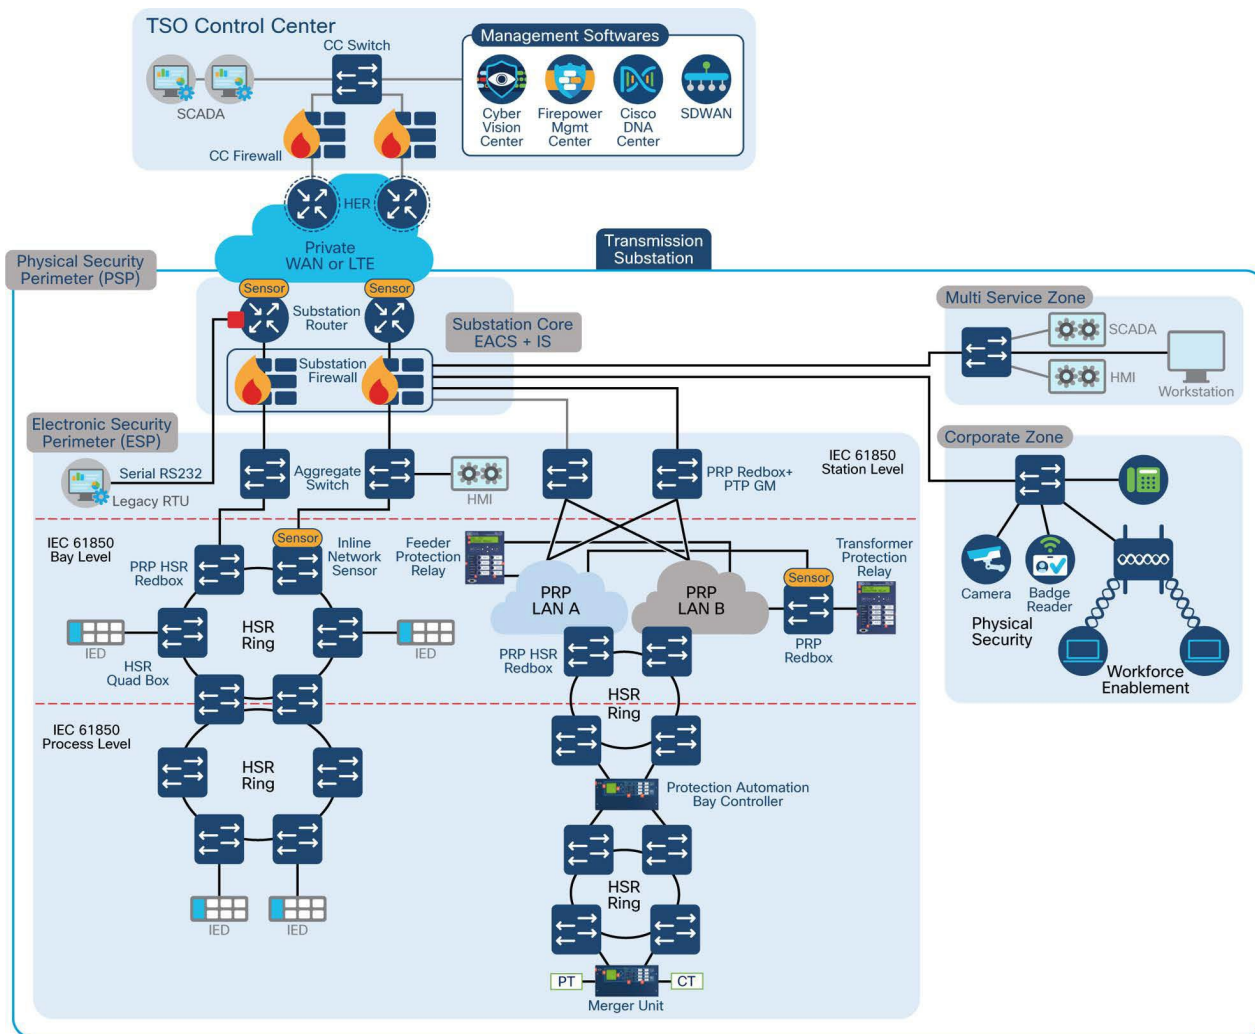 TSO Control Center
CC Switch
SCADA
CC Firewall
Management Softwares
Cyber
Vision
Center
Firepower
Mgmt
Center
Cisco
DNA
Center
SDWAN
HER
Private
WAN or LTE
Physical Security
Perimeter (PSP)
Transmission
Substation
Sensor
Sensor
Substation
Router
Substation
Firewall
Substation Core
EACS + IS
Multi Service Zone
SCADA
HMI
Workstation
Electronic Security
Perimeter (ESP)
Serial RS232
Legacy RTU
Aggregate
Switch
HMI
PRP Redbox+
PTP GM
IEC 61850
Station Level
Corporate Zone
Camera
Badge
Reader
Physical
Security
Workforce
Enablement
IEC 61850
Bay Level
PRP HSR
Redbox
Sensor
Inline
Network
Sensor
Feeder
Protection
Relay
PRP
LAN A
PRP
LAN B
Sensor
Transformer
Protection
Relay
PRP
Redbox
IED
HSR
Ring
IED
HSR
Quad Box
PRP HSR
Redbox
HSR
Ring
IEC 61850
Process Level
HSR
Ring
IED
IED
Protection Automation
Bay Controller
HSR
Ring
PT
CT
Merger Unit